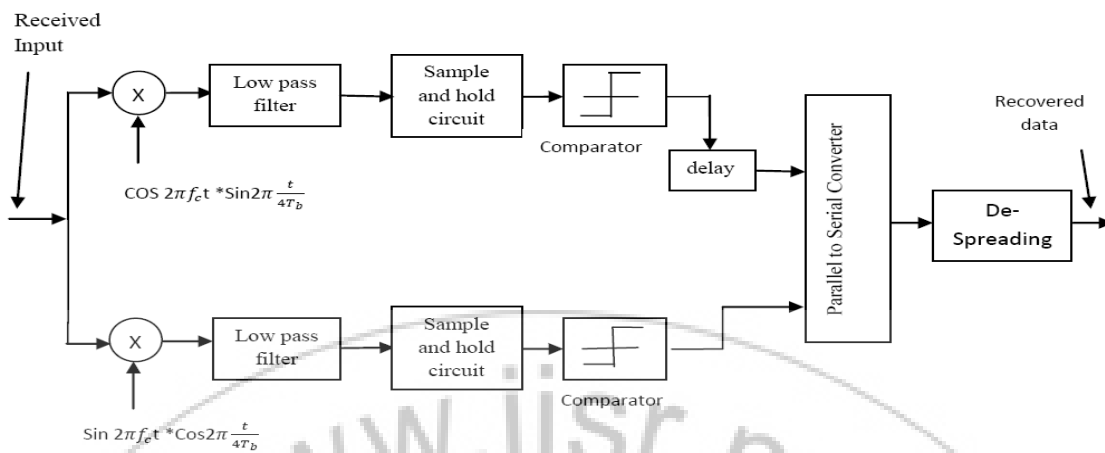 Received
Input
X
Low pass
filter
Sample
and hold
circuit
Comparator
delay
COS 2πf_ct *Sin2π t/4T_b
Parallel to Serial Converter
De-
Spreading
Recovered
data
X
Low pass
filter
Sample
and hold
circuit
Comparator
Sin 2πf_ct *Cos2π t/4T_b